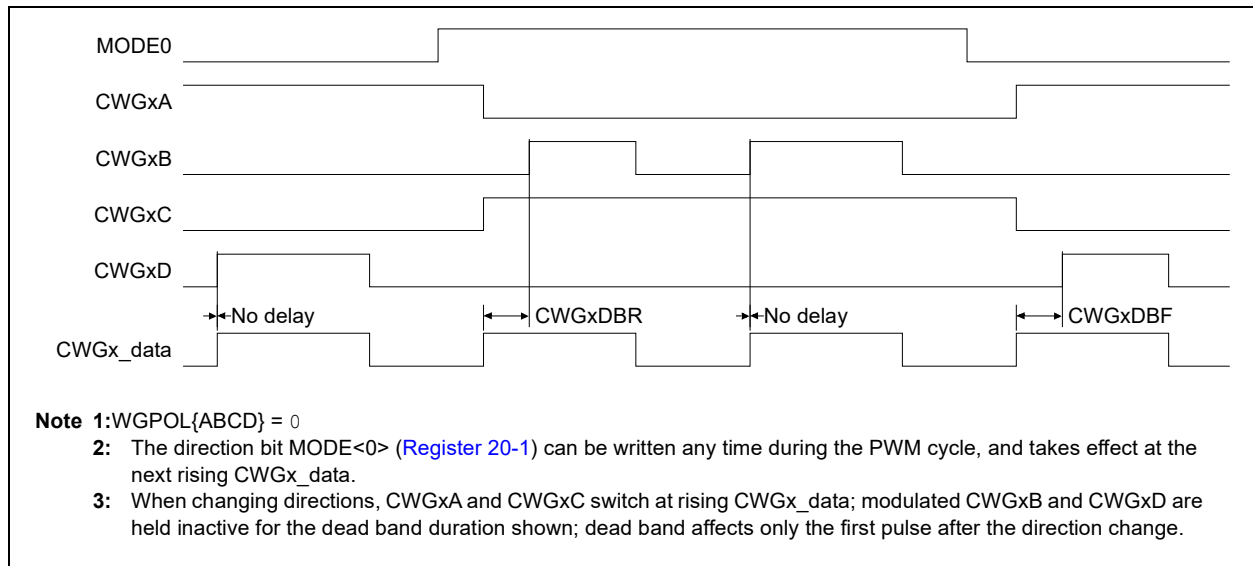 MODE0
CWGxA
CWGxB
CWGxC
CWGxD
No delay CWGxDBR No delay CWGxDBF
CWGx_data
Note 1:WGPOL{ABCD} = 0
2: The direction bit MODE<0> (Register 20-1) can be written any time during the PWM cycle, and takes effect at the
next rising CWGx_data.
3: When changing directions, CWGxA and CWGxC switch at rising CWGx_data; modulated CWGxB and CWGxD are
held inactive for the dead band duration shown; dead band affects only the first pulse after the direction change.